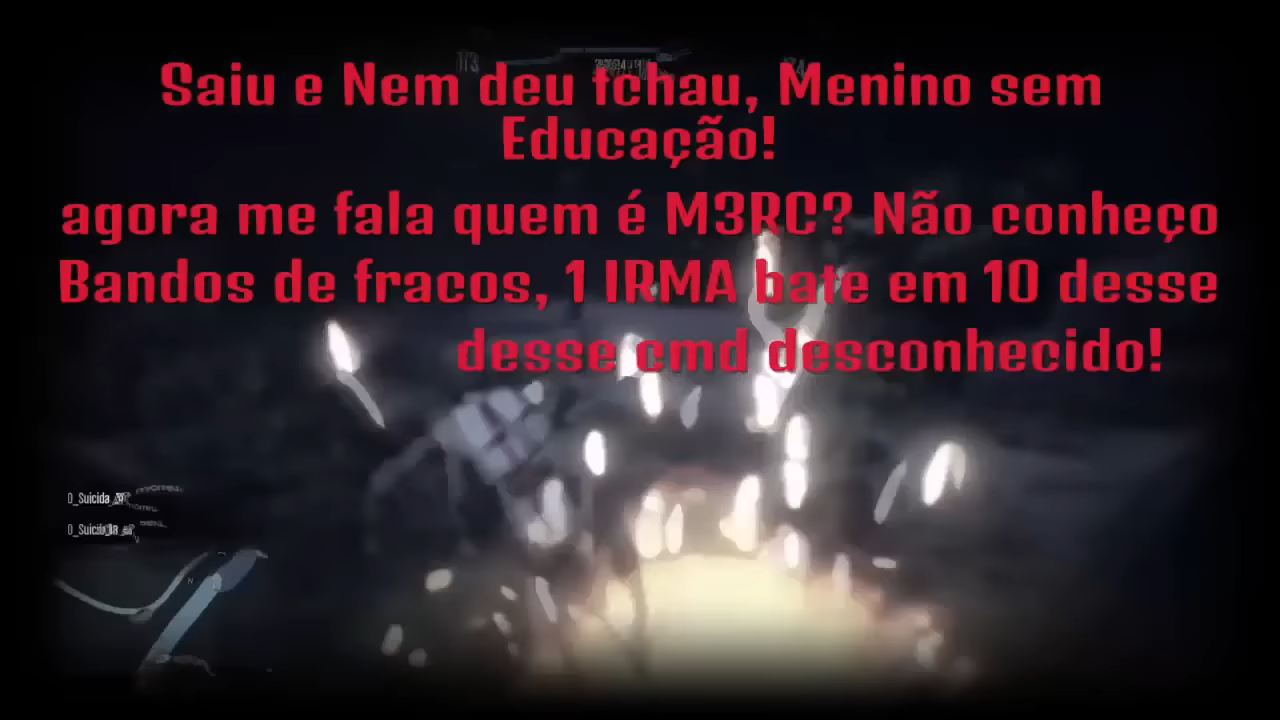 Saiu e Nem deu tchau, Menino sem
Educação!
agora me fala quem é M3RC? Não conheço
Bandos de fracos, 1 IRMA bate em 10 desse
desse cmd desconhecido!
O_Suicida_
N